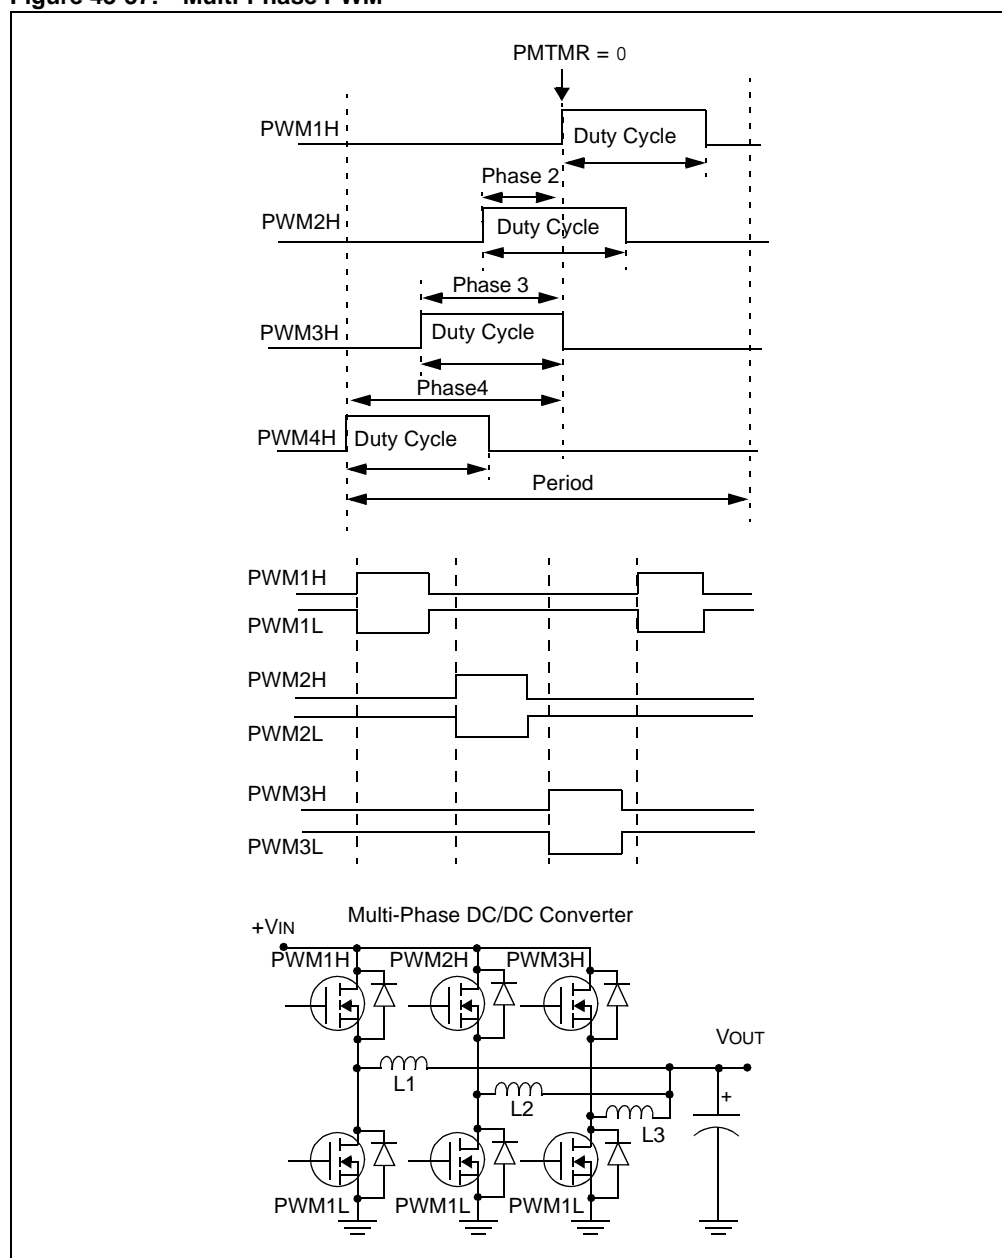 Figure 43-37: Multi-Phase PWM
PMTMR = 0
PWM1H
Duty Cycle
Phase 2
PWM2H
Duty Cycle
Phase 3
PWM3H
Duty Cycle
Phase4
PWM4H
Duty Cycle
Period
PWM1H
PWM1L
PWM2H
PWM2L
PWM3H
PWM3L
Multi-Phase DC/DC Converter
+VIN
PWM1H PWM2H PWM3H
VOUT
L1
L2
+
L3
PWM1L PWM1L PWM1L